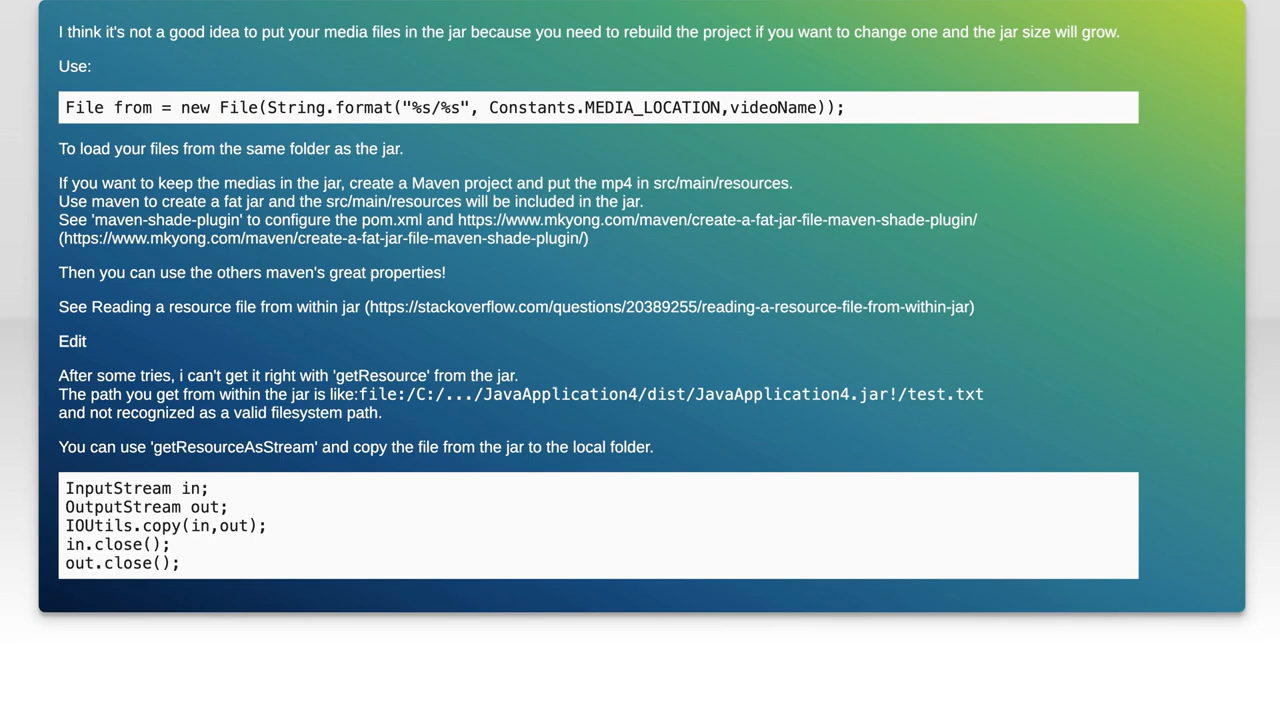 I think it's not a good idea to put your media files in the jar because you need to rebuild the project if you want to change one and the jar size will grow.
Use:
File from = new File(String.format("%s/%s", Constants.MEDIA_LOCATION,videoName));
To load your files from the same folder as the jar.
If you want to keep the medias in the jar, create a Maven project and put the mp4 in src/main/resources.
Use maven to create a fat jar and the src/main/resources will be included in the jar.
See 'maven-shade-plugin' to configure the pom.xml and https://www.mkyong.com/maven/create-a-fat-jar-file-maven-shade-plugin/
(https://www.mkyong.com/maven/create-a-fat-jar-file-maven-shade-plugin/)
Then you can use the others maven's great properties!
See Reading a resource file from within jar (https://stackoverflow.com/questions/20389255/reading-a-resource-file-from-within-jar)
Edit
After some tries, i can't get it right with 'getResource' from the jar.
The path you get from within the jar is like:file:/C:/.../JavaApplication4/dist/JavaApplication4.jar!/test.txt
and not recognized as a valid filesystem path.
You can use 'getResourceAsStream' and copy the file from the jar to the local folder.
InputStream in;
OutputStream out;
IOUtils.copy(in,out);
in.close();
out.close();